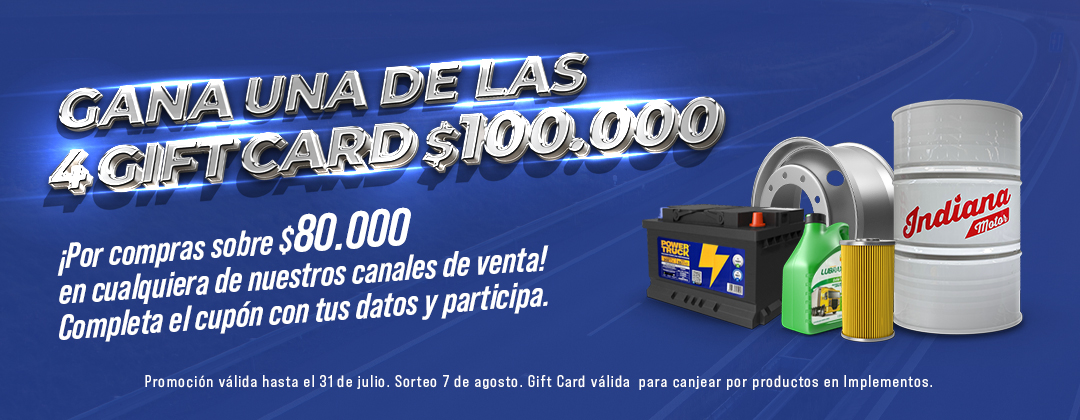 GANA UNA DE LAS
4 GIFT CARD $100.000
¡Por compras sobre $80.000
en cualquiera de nuestros canales de venta!
Completa el cupón con tus datos y participa.
POWER
TRUCK
LUBRA
Indiana
Motor
Promoción válida hasta el 31 de julio. Sorteo 7 de agosto. Gift Card válida para canjear por productos en Implementos.